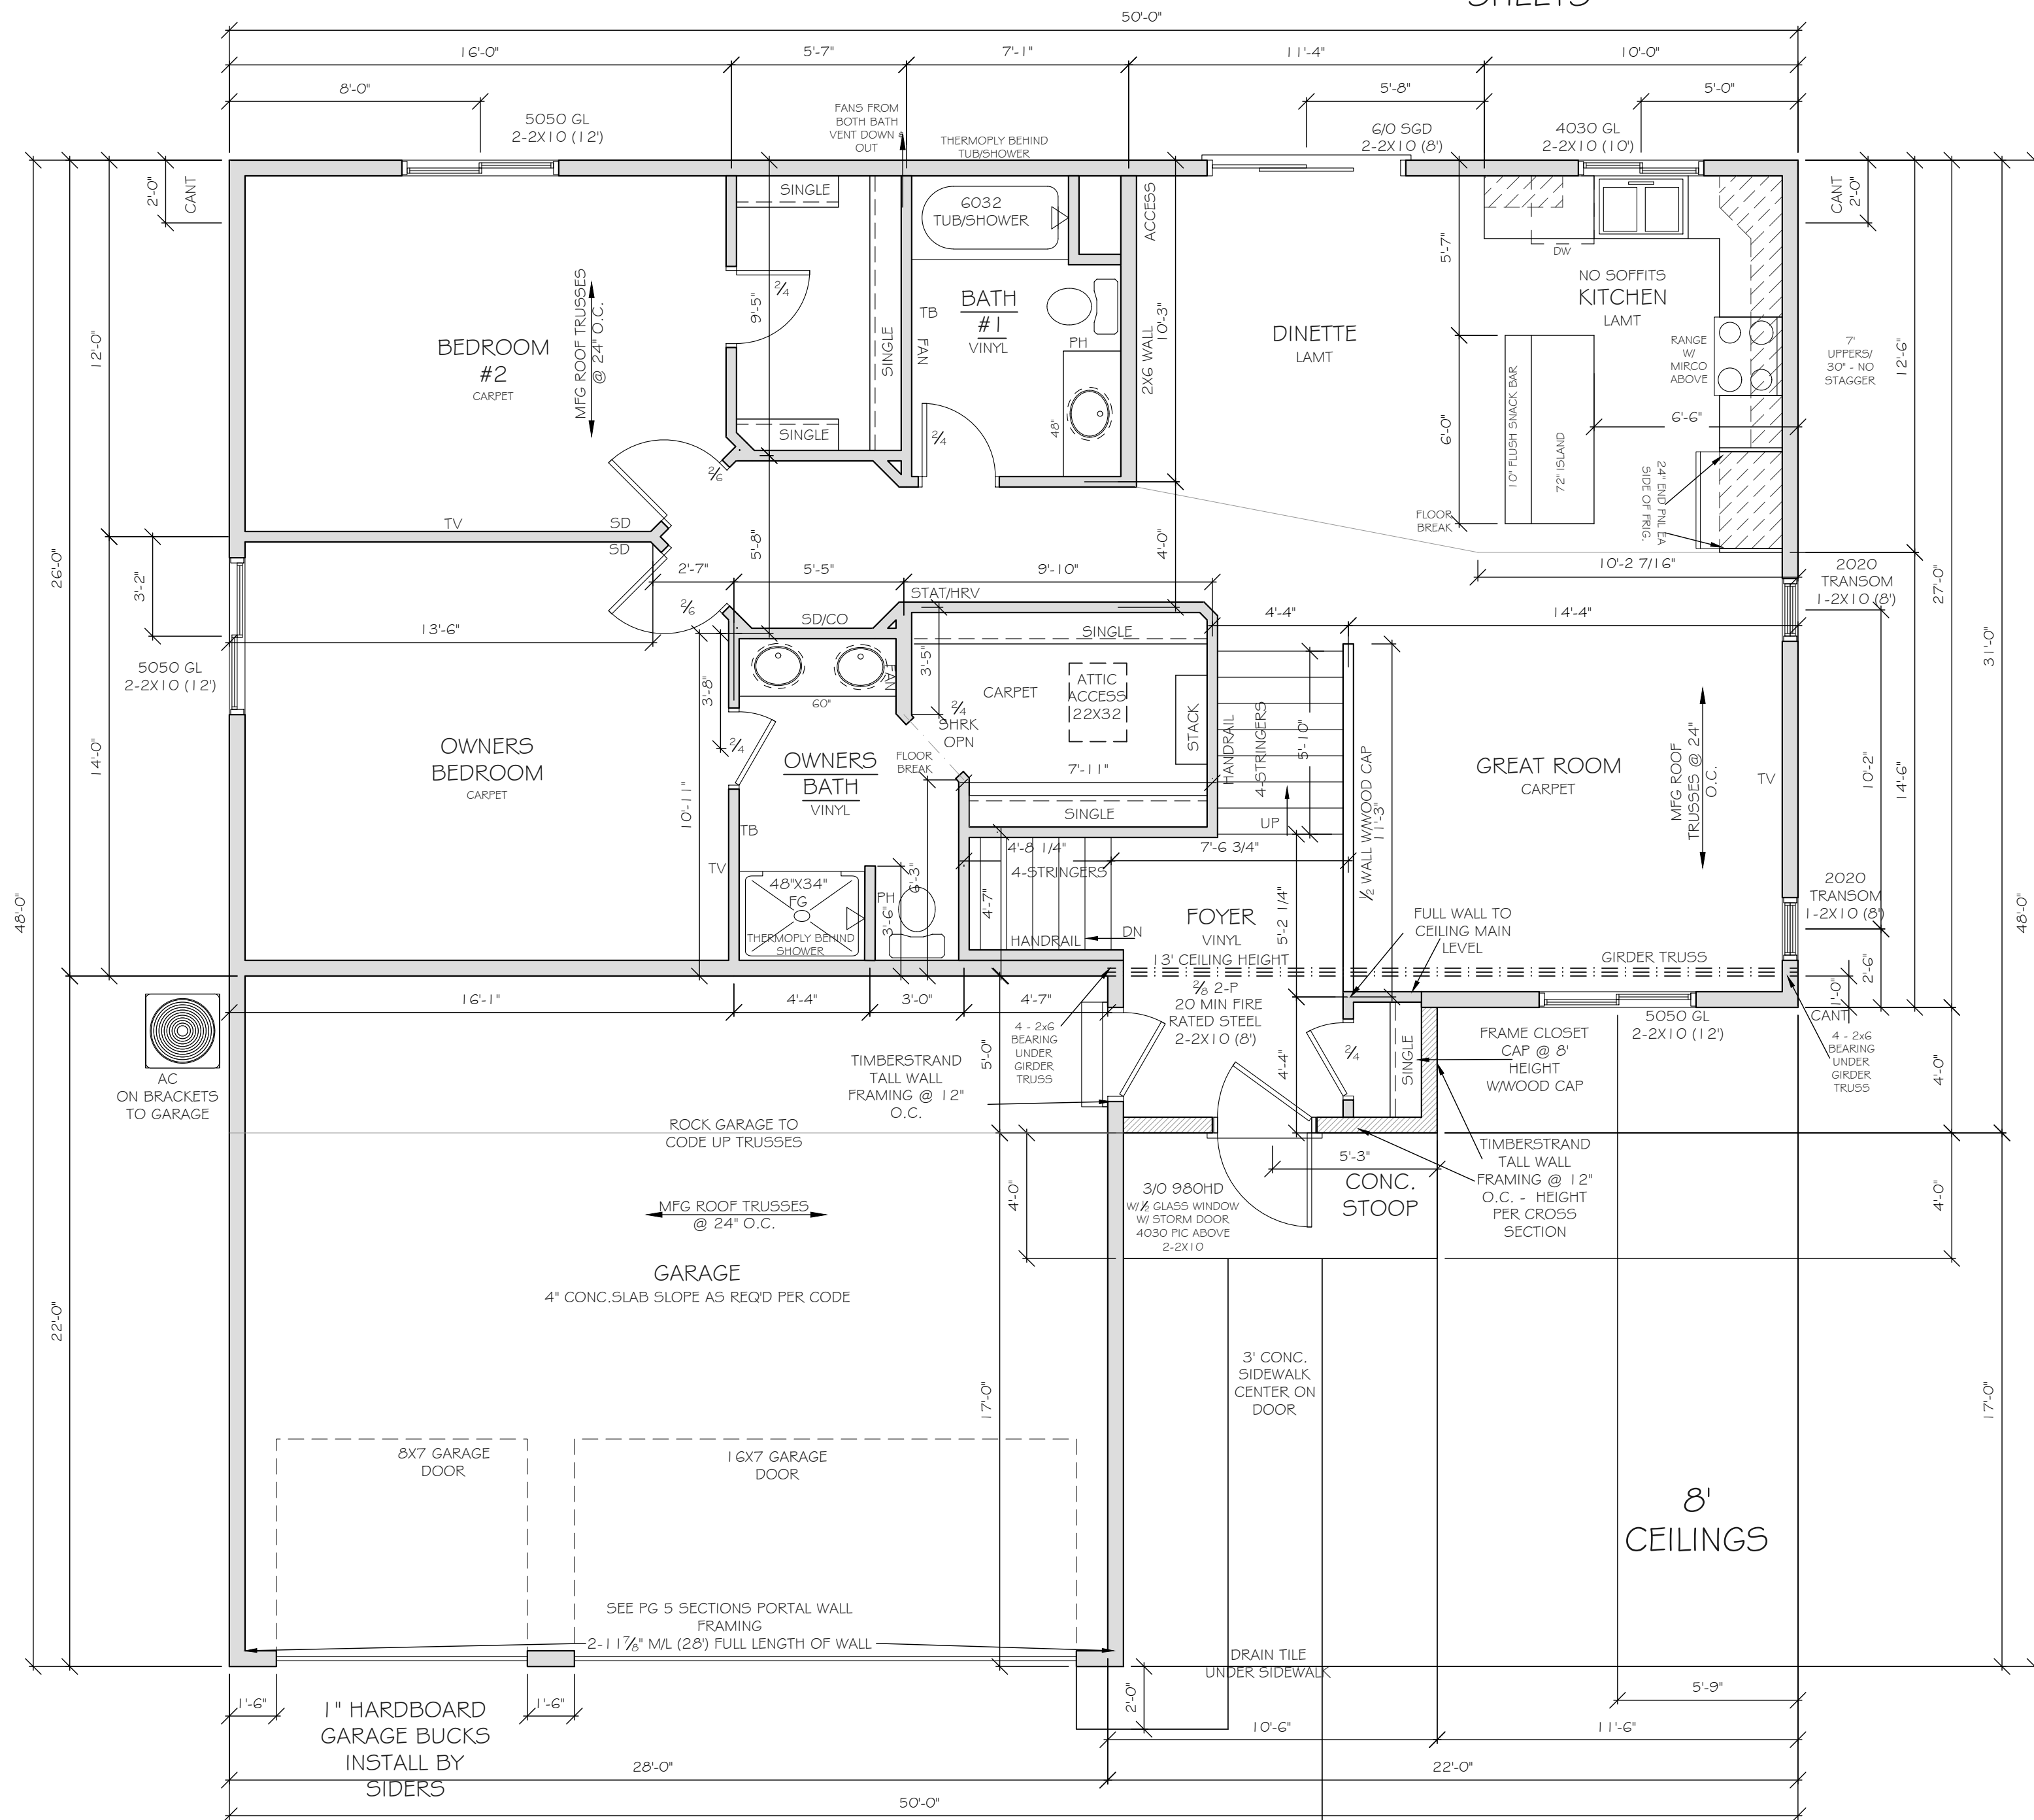 SHEETS
50'-0"
16'-0"
5'-7"
7'-1"
11'-4"
10'-0"
8'-0"
5'-8"
5'-0"
5050 GL
2-2X10 (12')
FANS FROM
BOTH BATH
VENT DOWN &
OUT
THERMOPLY BEHIND
TUB/SHOWER
6/0 SGD
2-2X10 (8')
4030 GL
2-2X10 (10')
2'-0"
CANT
CANT
2'-0"
SINGLE
6032
TUB/SHOWER
ACCESS
DW
5'-7"
NO SOFFITS
KITCHEN
LAMT
12'-0"
BEDROOM
#2
CARPET
MFG ROOF TRUSSES
@ 24" O.C.
2/4
9'-5"
SINGLE
SINGLE
TB
FAN
BATH
#1
VINYL
PH
48"
2/4
2X6 WALL
10'-3"
DINETTE
LAMT
RANGE
W/
MIRCO
ABOVE
7'
UPPERS/
30" - NO
STAGGER
12'-6"
6'-6"
6'-0"
10" FLUSH SNACK BAR
72" ISLAND
24" END PNL EA
SIDE OF FRIG.
FLOOR
BREAK
2/6
TV
SD
SD
26'-0"
3'-2"
5'-8"
4'-0"
2'-7"
5'-5"
9'-10"
10'-2 7/16"
2020
TRANSOM
1-2X10 (8')
27'-0"
STAT/HRV
SD/CO
2/6
13'-6"
4'-4"
14'-4"
31'-0"
5050 GL
2-2X10 (12')
SINGLE
3'-5"
FAN
60"
3'-8"
2/4
CARPET
ATTIC
ACCESS
22X32
STACK
2/4
SHRK
OPN
HANDRAIL
4-STRINGERS
5'-10"
14'-0"
OWNERS
BEDROOM
CARPET
OWNERS
BATH
VINYL
FLOOR
BREAK
7'-11"
SINGLE
UP
1/2 WALL W/WOOD CAP
11'-3"
GREAT ROOM
CARPET
MFG ROOF
TRUSSES @ 24"
O.C.
TV
10'-2"
14'-6"
10'-11"
TB
TV
48"X34"
FG
THERMOPLY BEHIND
SHOWER
PH
3'-6"
6'-3"
4'-8 1/4"
7'-6 3/4"
4-STRINGERS
4'-7"
HANDRAIL
DN
FOYER
VINYL
13' CEILING HEIGHT
5'-2 1/4"
FULL WALL TO
CEILING MAIN
LEVEL
GIRDER TRUSS
2020
TRANSOM
1-2X10 (8')
2'-6"
1'-0"
CANT
48'-0"
48'-0"
2/8 2-P
20 MIN FIRE
RATED STEEL
2-2X10 (8')
16'-1"
4'-4"
3'-0"
4'-7"
AC
ON BRACKETS
TO GARAGE
5'-0"
4 - 2x6
BEARING
UNDER
GIRDER
TRUSS
TIMBERSTRAND
TALL WALL
FRAMING @ 12"
O.C.
4'-4"
2/4
SINGLE
FRAME CLOSET
CAP @ 8'
HEIGHT
W/WOOD CAP
5050 GL
2-2X10 (12')
4 - 2x6
BEARING
UNDER
GIRDER
TRUSS
4'-0"
ROCK GARAGE TO
CODE UP TRUSSES
MFG ROOF TRUSSES
@ 24" O.C.
4'-0"
3/0 980HD
W/ 1/2 GLASS WINDOW
W/ STORM DOOR
4030 PIC ABOVE
2-2X10
5'-3"
CONC.
STOOP
TIMBERSTRAND
TALL WALL
FRAMING @ 12"
O.C. - HEIGHT
PER CROSS
SECTION
4'-0"
GARAGE
4" CONC.SLAB SLOPE AS REQ'D PER CODE
22'-0"
17'-0"
3' CONC.
SIDEWALK
CENTER ON
DOOR
17'-0"
8X7 GARAGE
DOOR
16X7 GARAGE
DOOR
8'
CEILINGS
SEE PG 5 SECTIONS PORTAL WALL
FRAMING
2-11 7/8" M/L (28') FULL LENGTH OF WALL
DRAIN TILE
UNDER SIDEWALK
1'-6"
1'-6"
1" HARDBOARD
GARAGE BUCKS
INSTALL BY
SIDERS
2'-0"
5'-9"
10'-6"
11'-6"
28'-0"
22'-0"
50'-0"